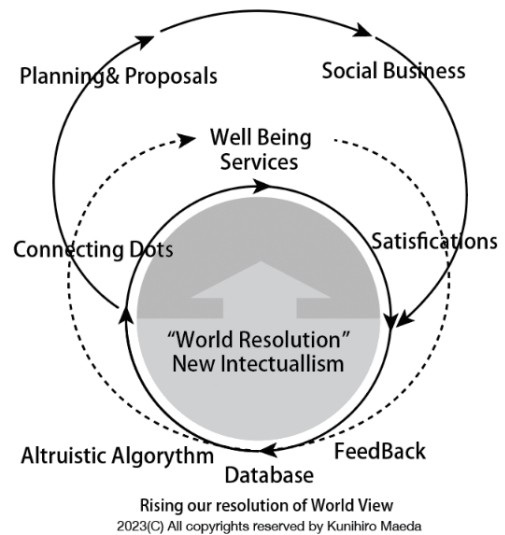 Planning& Proposals
Social Business
Well Being
Services
Connecting Dots
Satisfications
“World Resolution”
New Intectuallism
Altruistic Algorythm
FeedBack
Database
Rising our resolution of World View
2023(C) All copyrights reserved by Kunihiro Maeda